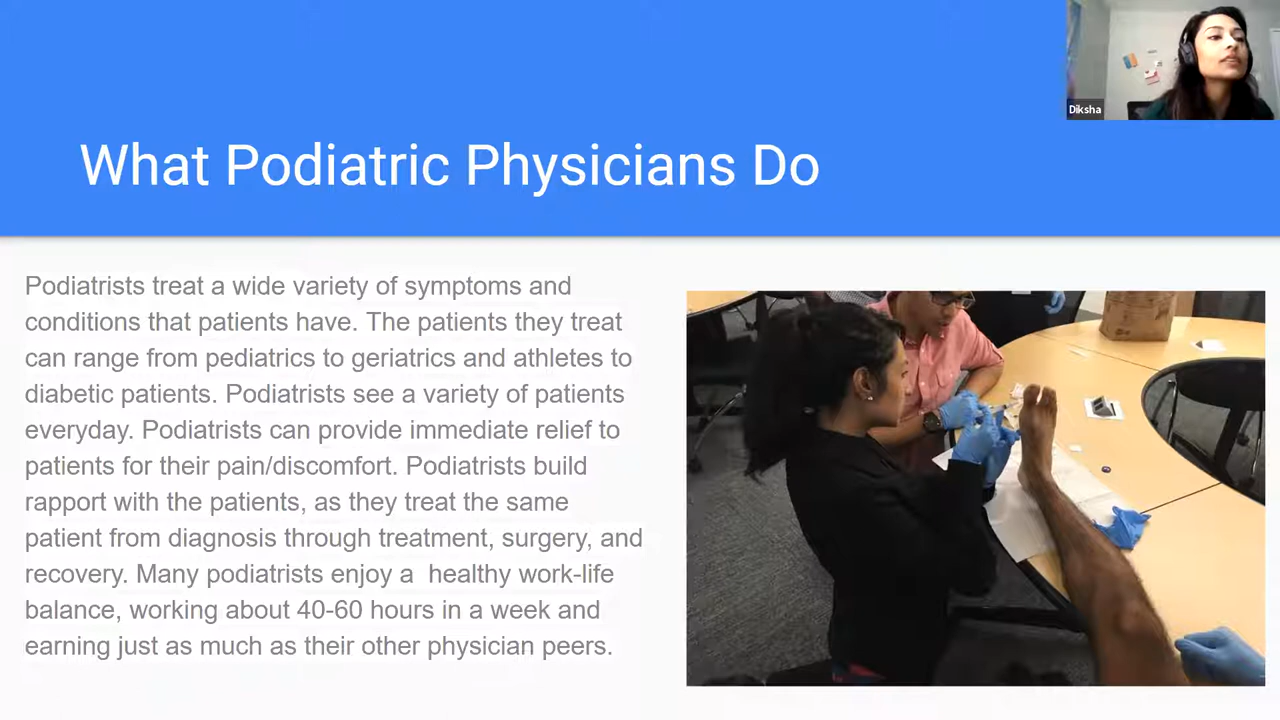 Diksha
What Podiatric Physicians Do
Podiatrists treat a wide variety of symptoms and
conditions that patients have. The patients they treat
can range from pediatrics to geriatrics and athletes to
diabetic patients. Podiatrists see a variety of patients
everyday. Podiatrists can provide immediate relief to
patients for their pain/discomfort. Podiatrists build
rapport with the patients, as they treat the same
patient from diagnosis through treatment, surgery, and
recovery. Many podiatrists enjoy a  healthy work-life
balance, working about 40-60 hours in a week and
earning just as much as their other physician peers.